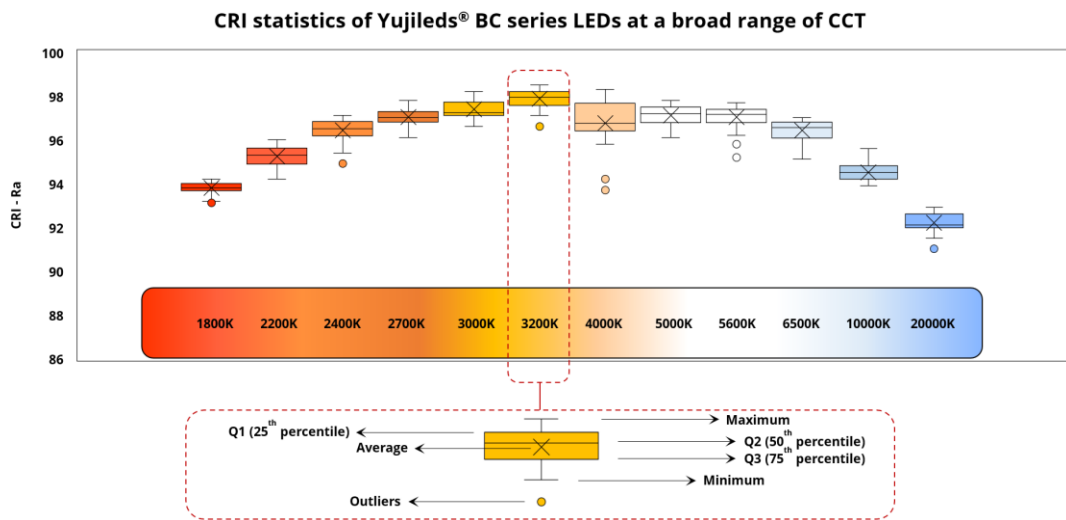 CRI statistics of Yujileds® BC series LEDs at a broad range of CCT
100
98
96
94
92
90
88
86
CRI - Ra
1800K 2200K 2400K 2700K 3000K 3200K 4000K 5000K 5600K 6500K 10000K 20000K
Maximum
Q1 (25th percentile)
Q2 (50th percentile)
Average
Q3 (75th percentile)
Minimum
Outliers